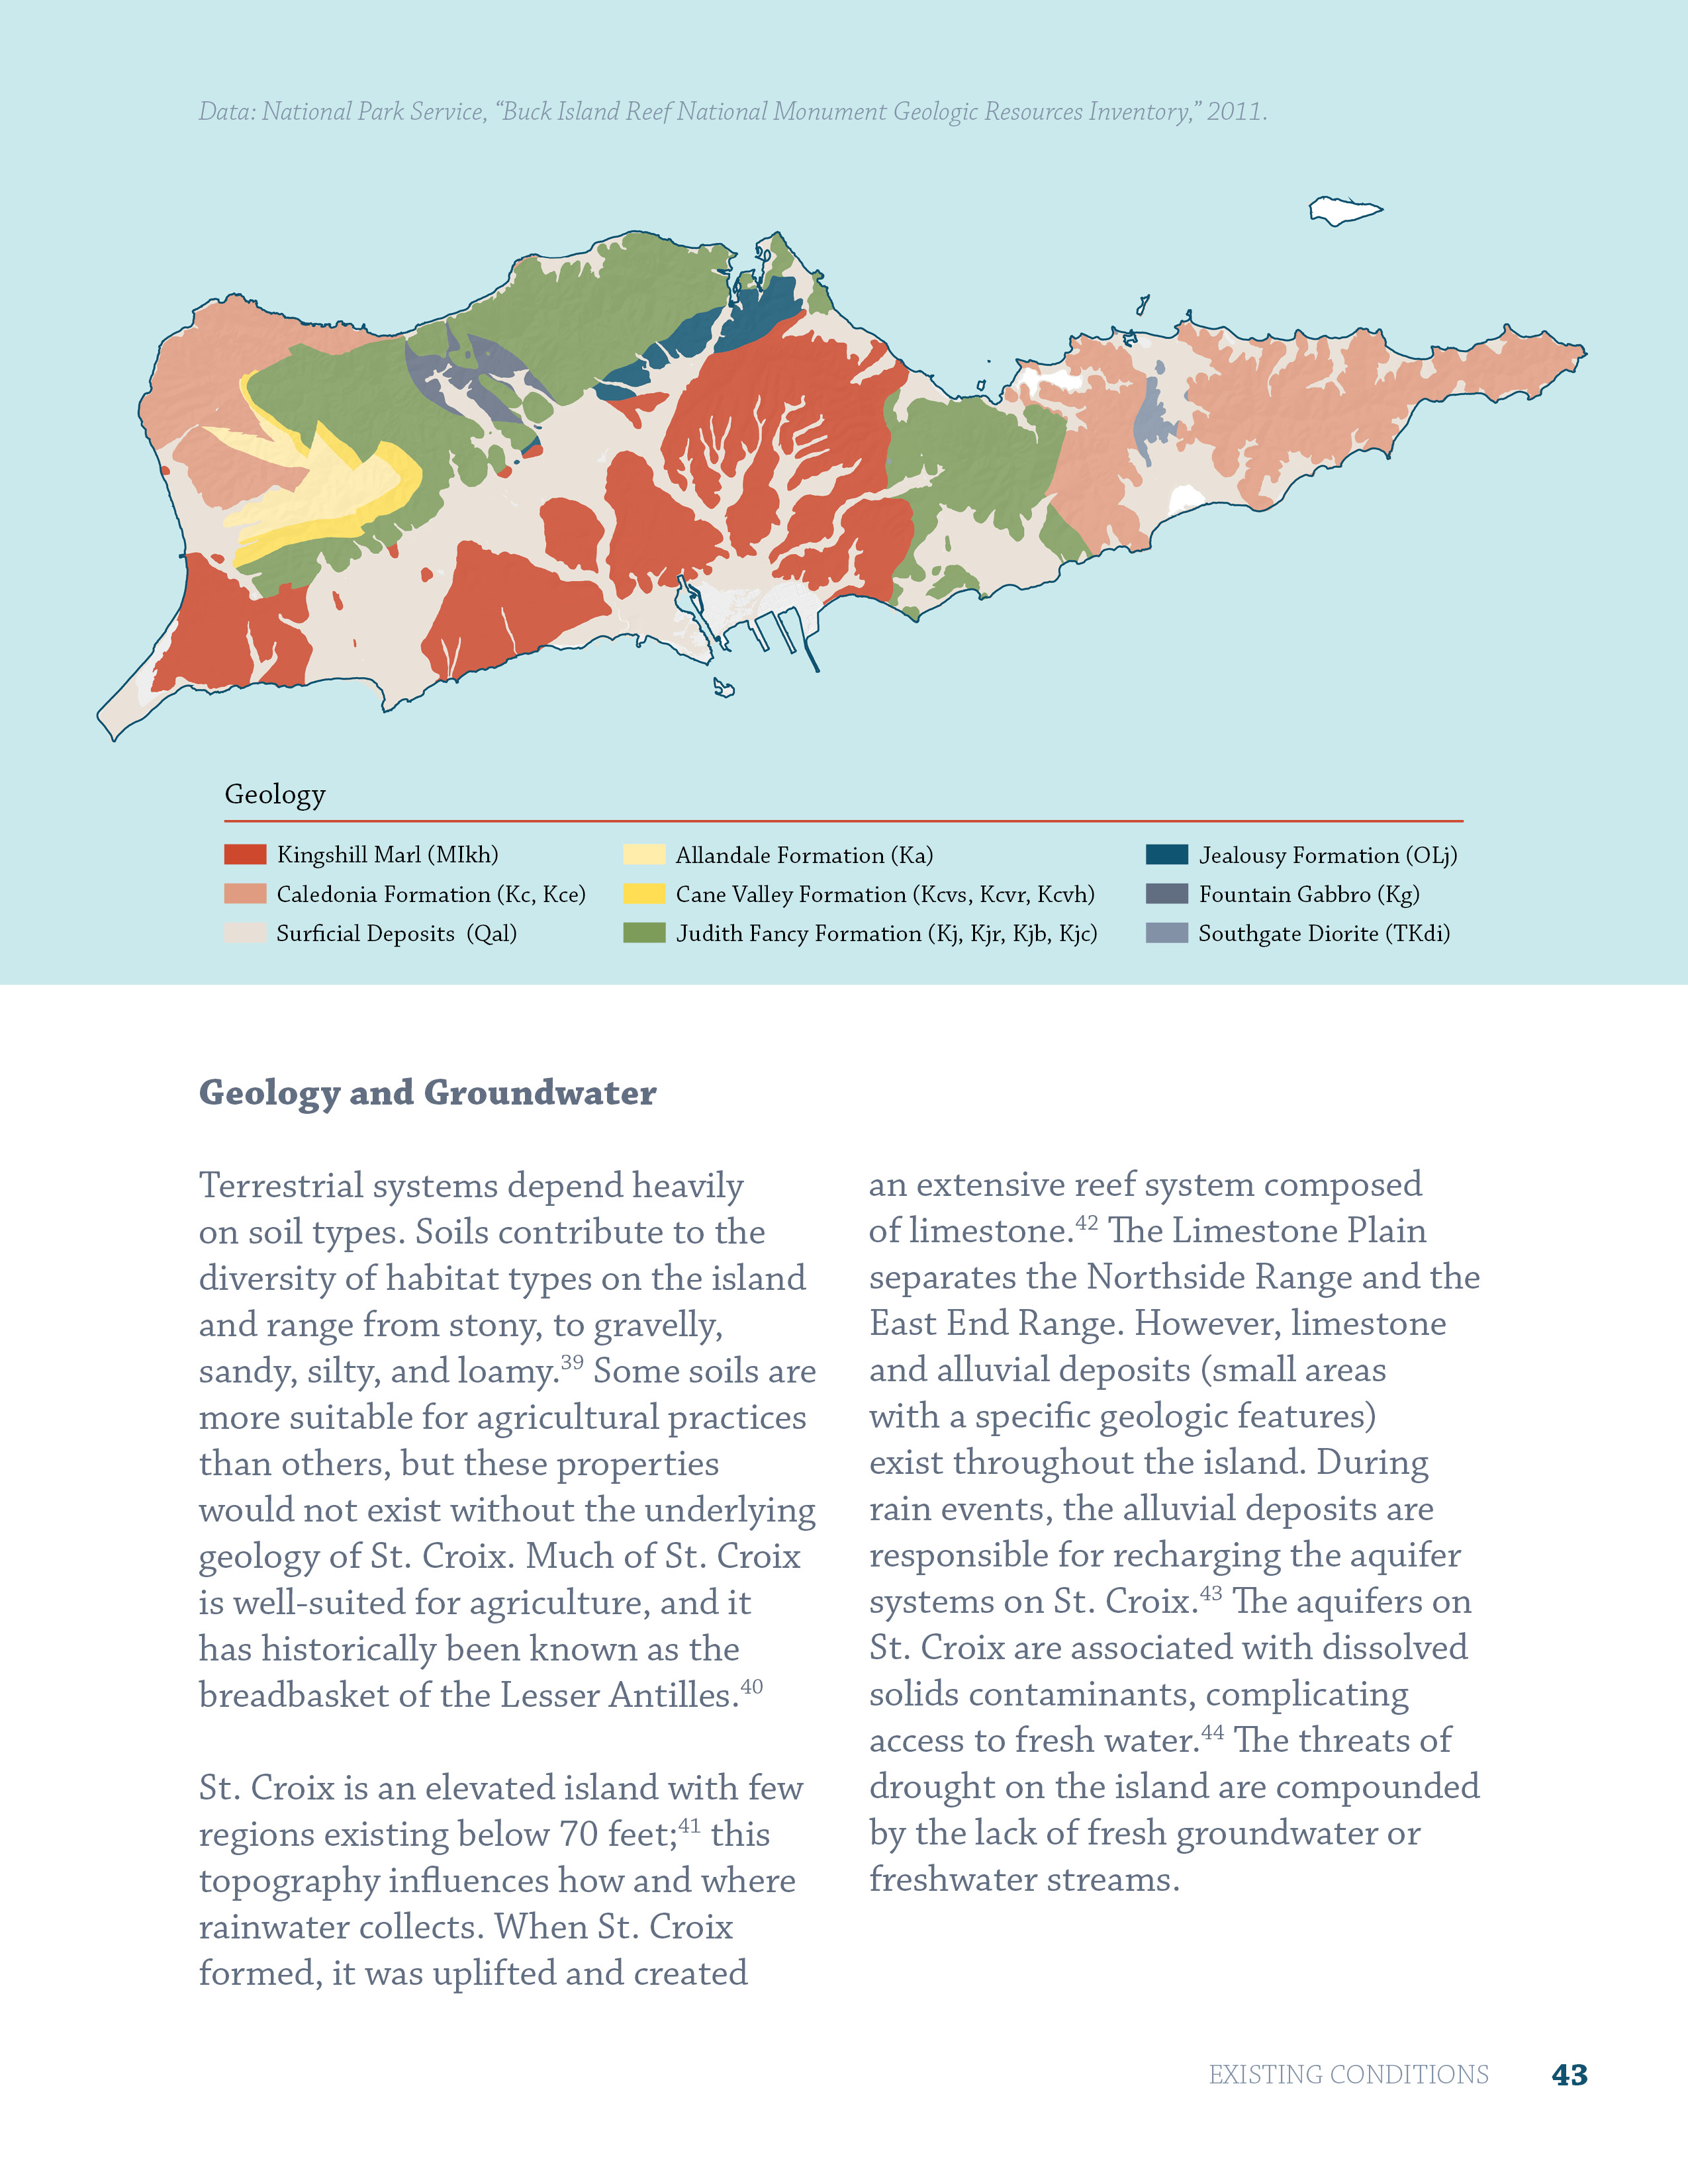 Data: National Park Service, “Buck Island Reef National Monument Geologic Resources Inventory,” 2011.
Geology
Kingshill Marl (MIkh)
Caledonia Formation (Kc, Kce)
Surficial Deposits (Qal)
Allandale Formation (Ka)
Cane Valley Formation (Kcvs, Kcvr, Kcvh)
Judith Fancy Formation (Kj, Kjr, Kjb, Kjc)
Jealousy Formation (OLj)
Fountain Gabbro (Kg)
Southgate Diorite (TKdi)
Geology and Groundwater
Terrestrial systems depend heavily
on soil types. Soils contribute to the
diversity of habitat types on the island
and range from stony, to gravelly,
sandy, silty, and loamy.39 Some soils are
more suitable for agricultural practices
than others, but these properties
would not exist without the underlying
geology of St. Croix. Much of St. Croix
is well-suited for agriculture, and it
has historically been known as the
breadbasket of the Lesser Antilles.40
St. Croix is an elevated island with few
regions existing below 70 feet;41 this
topography influences how and where
rainwater collects. When St. Croix
formed, it was uplifted and created
an extensive reef system composed
of limestone.42 The Limestone Plain
separates the Northside Range and the
East End Range. However, limestone
and alluvial deposits (small areas
with a specific geologic features)
exist throughout the island. During
rain events, the alluvial deposits are
responsible for recharging the aquifer
systems on St. Croix.43 The aquifers on
St. Croix are associated with dissolved
solids contaminants, complicating
access to fresh water.44 The threats of
drought on the island are compounded
by the lack of fresh groundwater or
freshwater streams.
EXISTING CONDITIONS 43